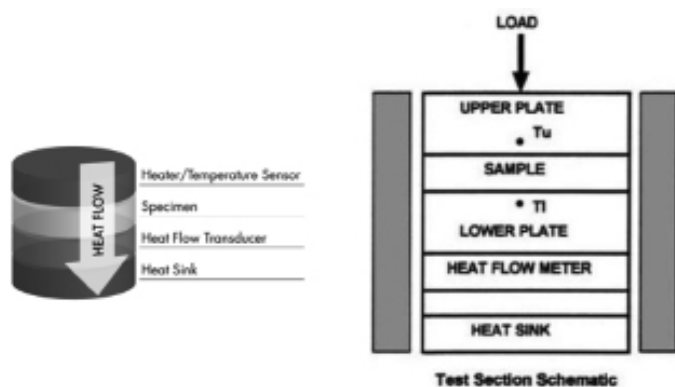 HEAT FLOW
Heater/Temperature Sensor
Specimen
Heat Flow Transducer
Heat Sink
LOAD
UPPER PLATE
Tu
SAMPLE
Tl
LOWER PLATE
HEAT FLOW METER
HEAT SINK
Test Section Schematic